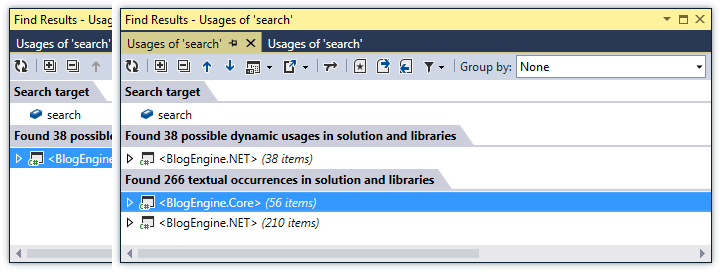 Find Results - Usag
Usages of 'search'
Search target
search
Found 38 possible
<BlogEngine
Find Results - Usages of 'search'
Usages of 'search'
Usages of 'search'
Group by: None
Search target
search
Found 38 possible dynamic usages in solution and libraries
<BlogEngine.NET> (38 items)
Found 266 textual occurrences in solution and libraries
<BlogEngine.Core> (56 items)
<BlogEngine.NET> (210 items)